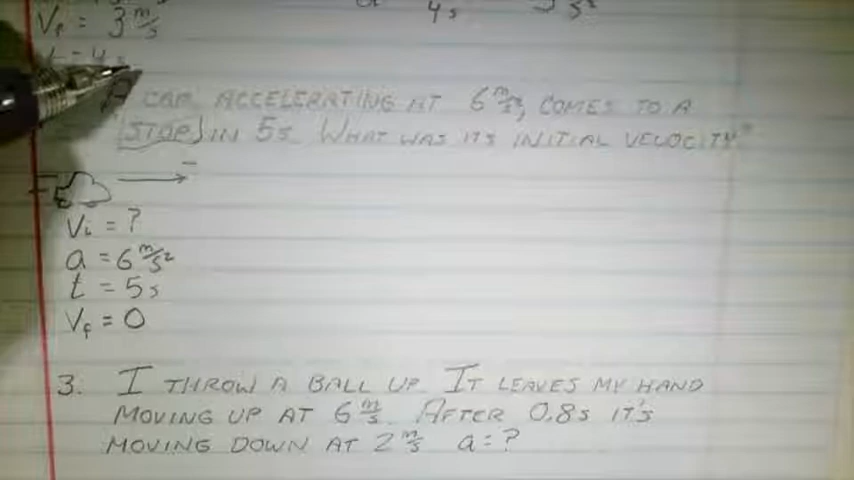 Vf = 3 m/s
4s
t = 4s
A CAR, ACCELERATING AT 6 m/s², COMES TO A
(STOP) IN 5s. WHAT WAS ITS INITIAL VELOCITY?
Vi = ?
a = 6 m/s²
t = 5s
Vf = 0
3. I THROW A BALL UP. IT LEAVES MY HAND
MOVING UP AT 6 m/s. AFTER 0.8s IT'S
MOVING DOWN AT 2 m/s a = ?